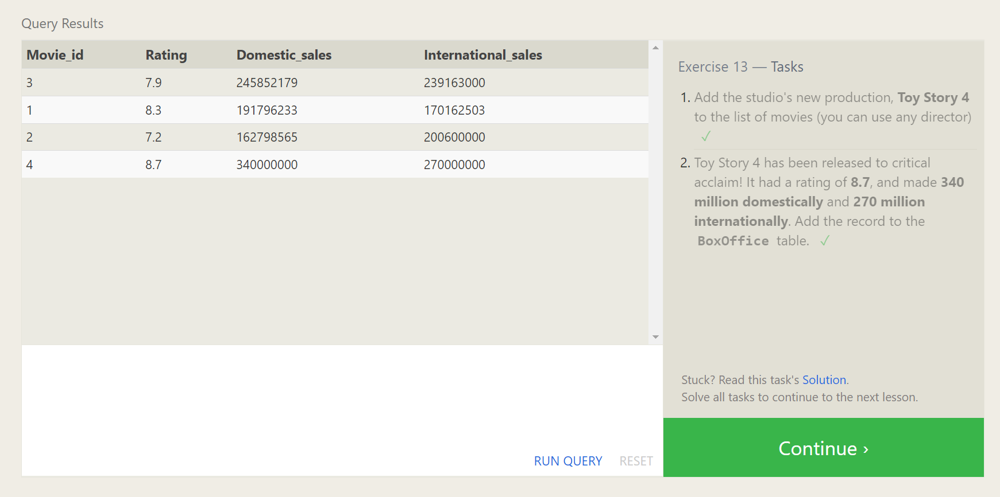 Query Results
Movie_id Rating Domestic_sales International_sales
3 7.9 245852179 239163000
1 8.3 191796233 170162503
2 7.2 162798565 200600000
4 8.7 340000000 270000000
RUN QUERY RESET
Exercise 13 — Tasks
1. Add the studio's new production, Toy Story 4
to the list of movies (you can use any director)
✓
2. Toy Story 4 has been released to critical
acclaim! It had a rating of 8.7, and made 340
million domestically and 270 million
internationally. Add the record to the
BoxOffice table. ✓
Stuck? Read this task's Solution.
Solve all tasks to continue to the next lesson.
Continue ›